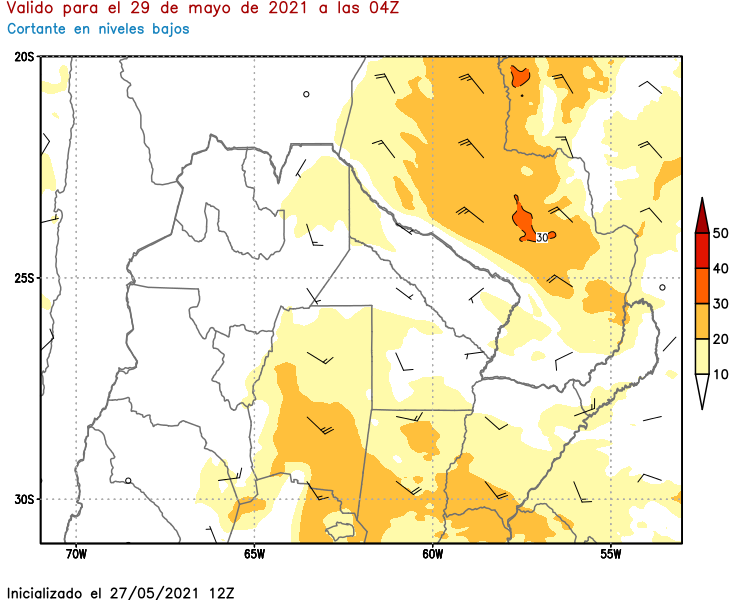 Valido para el 29 de mayo de 2021 a las 04Z
Cortante en niveles bajos
20S
25S
30S
70W
65W
60W
55W
30
50
40
30
20
10
Inicializado el 27/05/2021 12Z